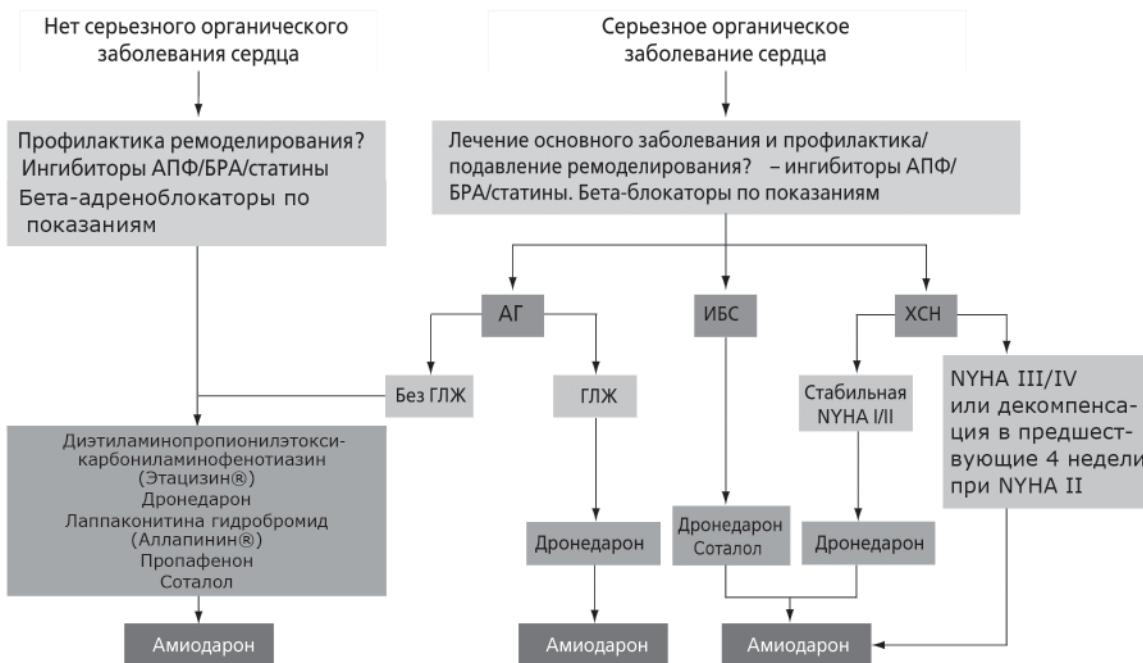 Нет серьезного органического
заболевания сердца
Серьезное органическое
заболевание сердца
Профилактика ремоделирования?
Ингибиторы АПФ/БРА/статины
Бета-адреноблокаторы по
показаниям
Лечение основного заболевания и профилактика/
подавление ремоделирования? – ингибиторы АПФ/
БРА/статины. Бета-блокаторы по показаниям
АГ
ИБС
ХСН
Без ГЛЖ
ГЛЖ
Стабильная
NYHA I/II
NYHA III/IV
или декомпенса-
ция в предшест-
вующие 4 недели
при NYHA II
Диэтиламинопропионилэтокси-
карбониламинофенотиазин
(Этацизин®)
Дронедарон
Лаппаконитина гидробромид
(Аллапинин®)
Пропафенон
Соталол
Дронедарон
Дронедарон
Соталол
Дронедарон
Амиодарон
Амиодарон
Амиодарон